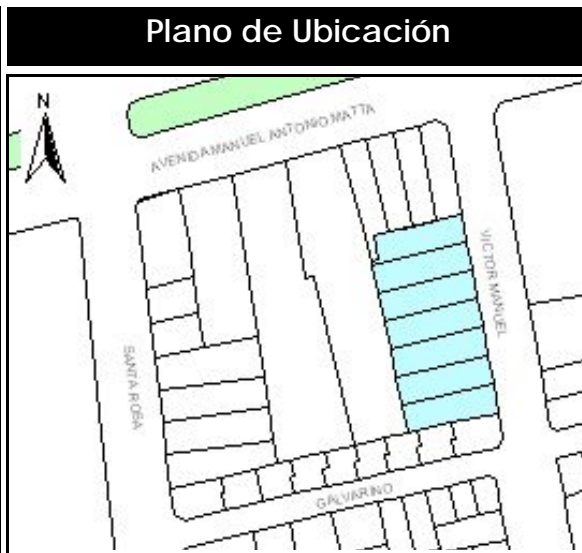 Plano de Ubicación
N
AVENIDA MANUEL ANTONIO MATTA
VICTOR MANUEL
SANTA ROSA
GALVARINO